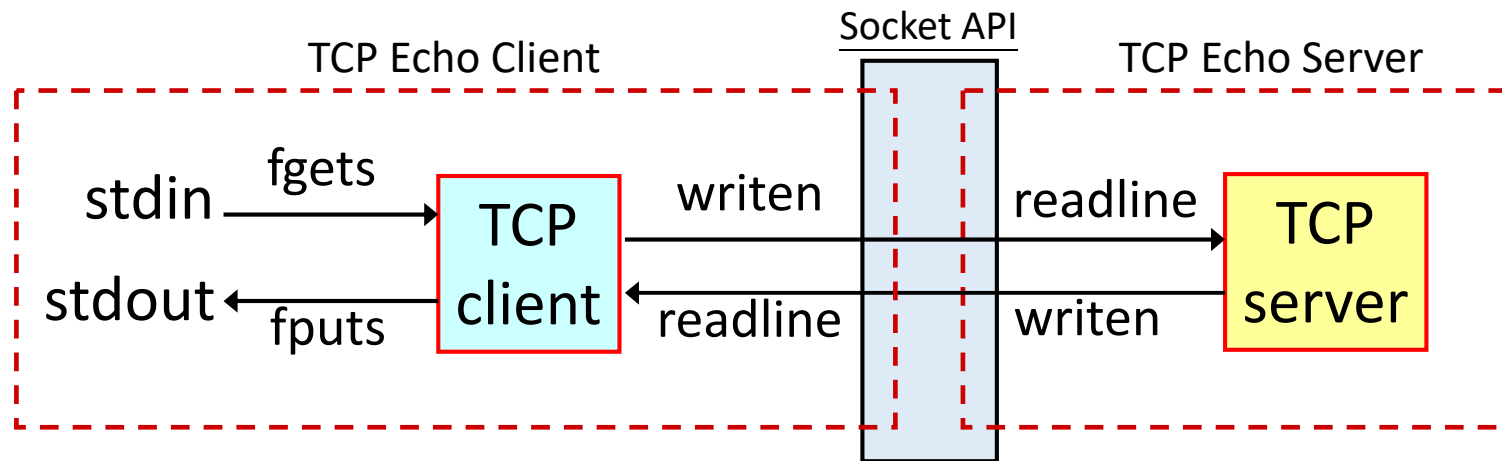 Socket API
TCP Echo Client
TCP Echo Server
fgets
writen
readline
stdin
TCP
client
TCP
server
stdout
fputs
readline
writen